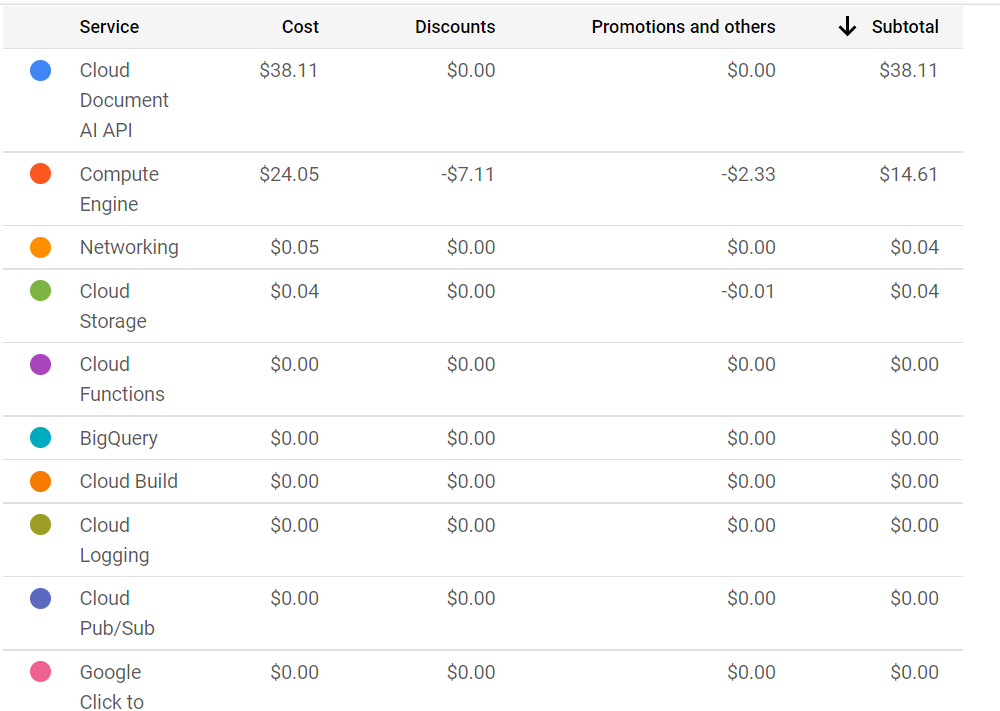 Service Cost Discounts Promotions and others Subtotal
Cloud $38.11 $0.00 $0.00 $38.11
Document
AI API
Compute $24.05 -$7.11 -$2.33 $14.61
Engine
Networking $0.05 $0.00 $0.00 $0.04
Cloud $0.04 $0.00 -$0.01 $0.04
Storage
Cloud $0.00 $0.00 $0.00 $0.00
Functions
BigQuery $0.00 $0.00 $0.00 $0.00
Cloud Build $0.00 $0.00 $0.00 $0.00
Cloud $0.00 $0.00 $0.00 $0.00
Logging
Cloud $0.00 $0.00 $0.00 $0.00
Pub/Sub
Google $0.00 $0.00 $0.00 $0.00
Click to